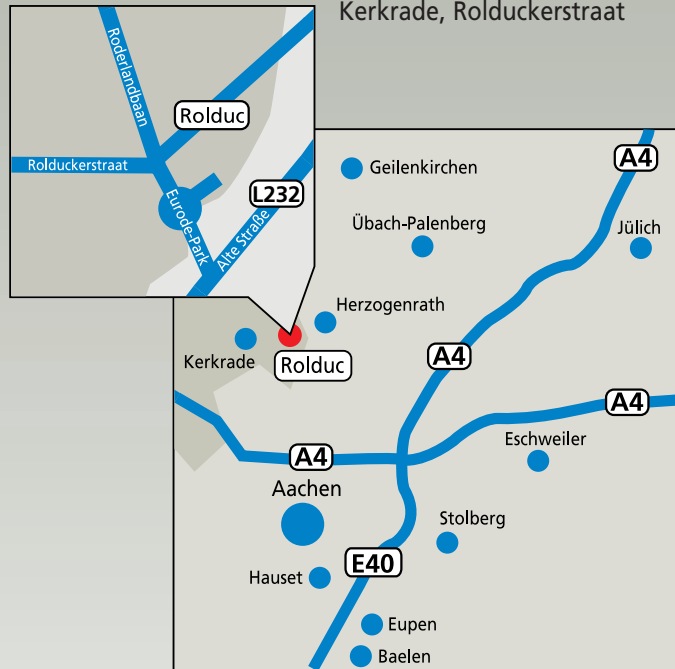 Kerkrade, Rolduckerstraat
Roderlandbaan
Rolduc
Rolduckerstraat
L232
Eurode-Park
Alte Straße
A4
Geilenkirchen
Übach-Palenberg
Jülich
Herzogenrath
Kerkrade
Rolduc
A4
A4
Eschweiler
A4
Aachen
Stolberg
E40
Hauset
Eupen
Baelen